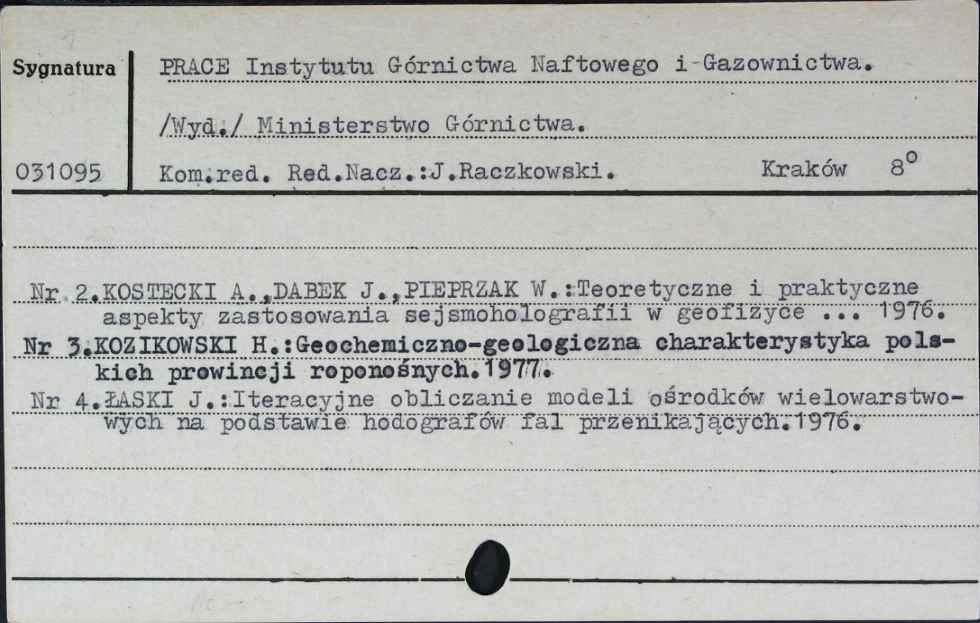 Sygnatura
PRACE Instytutu Górnictwa Naftowego i Gazownictwa.
/Wyd./ Ministerstwo Górnictwa.
031095
Kom.red. Red.Nacz.:J.Raczkowski. Kraków 8°
Nr 2.KOSTECKI A.,DABEK J.,PIEPRZAK W.:Teoretyczne i praktyczne
aspekty zastosowania sejsmoholografii w geofizyce ... 1976.
Nr 3.KOZIKOWSKI H.:Geochemiczno-geologiczna charakterystyka pols-
kich prowincji roponośnych.1977.
Nr 4.ŁASKI J.:Iteracyjne obliczanie modeli ośrodków wielowarstwo-
wych na podstawie hodografów fal przenikających.1976.